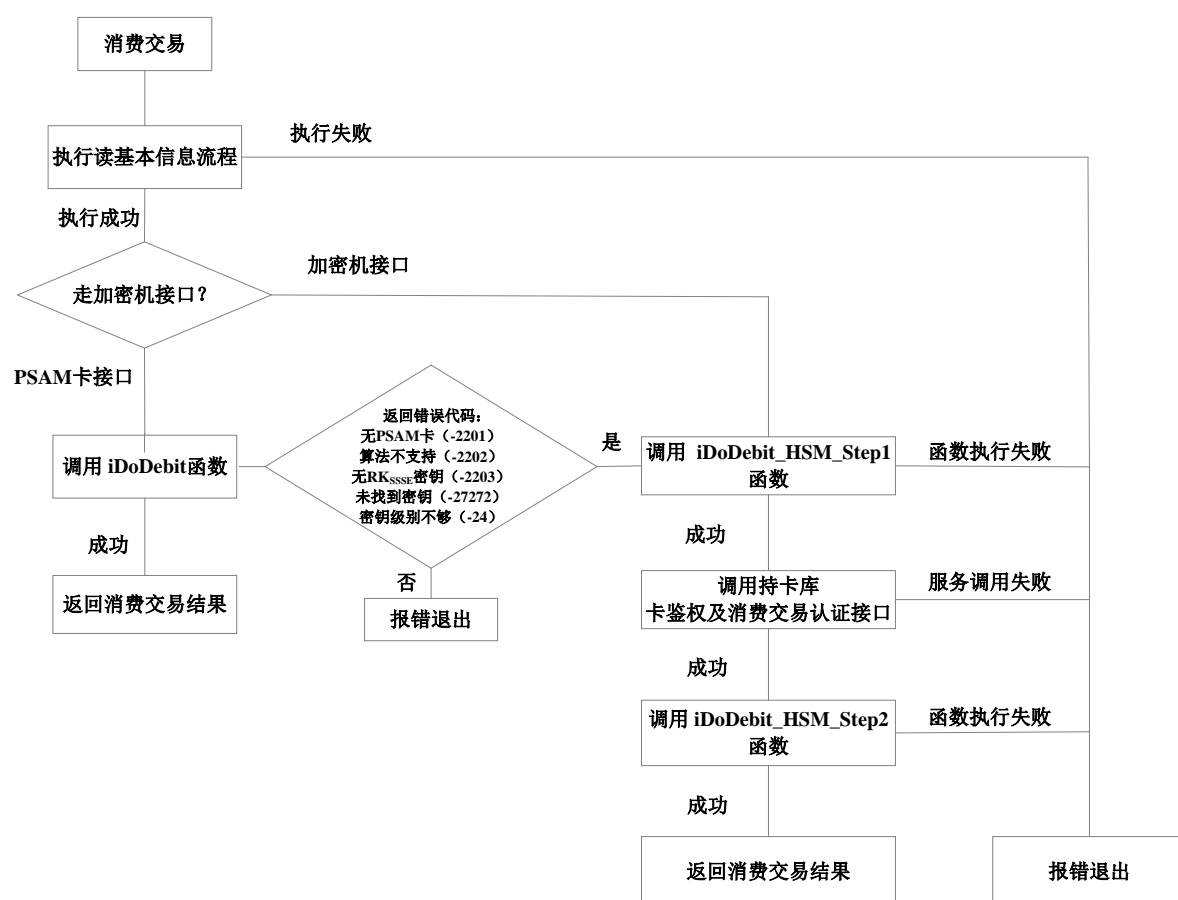 消费交易
执行失败
执行读基本信息流程
执行成功
加密机接口
走加密机接口？
PSAM卡接口
返回错误代码：
无PSAM卡（-2201）
算法不支持（-2202）
无RKSSSE密钥（-2203）
未找到密钥（-27272）
密钥级别不够（-24）
是
调用 iDoDebit函数
调用 iDoDebit_HSM_Step1
函数
函数执行失败
成功
成功
否
返回消费交易结果
报错退出
调用持卡库
卡鉴权及消费交易认证接口
服务调用失败
成功
调用 iDoDebit_HSM_Step2
函数
函数执行失败
成功
返回消费交易结果
报错退出